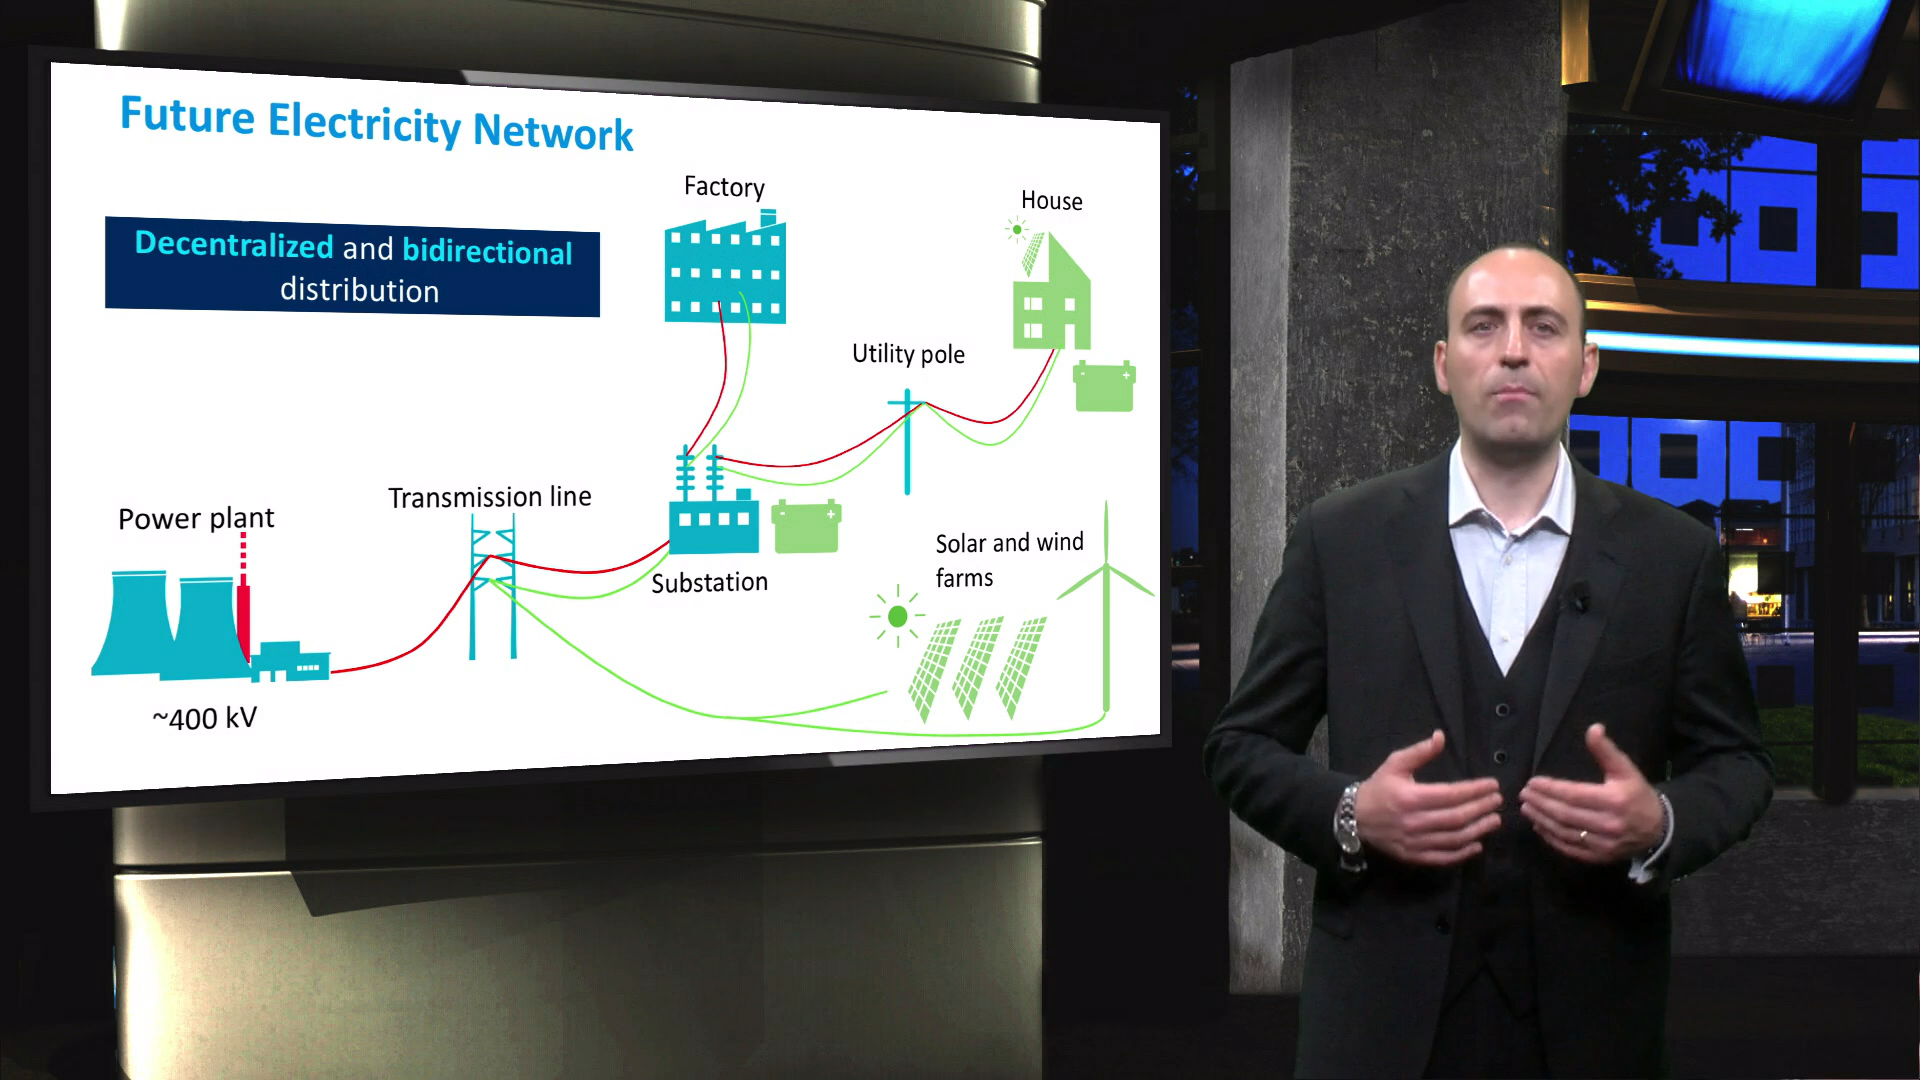 Future Electricity Network
Decentralized and bidirectional
distribution
Factory
House
Utility pole
Transmission line
Power plant
Substation
Solar and wind
farms
~400 kV
- +
- +